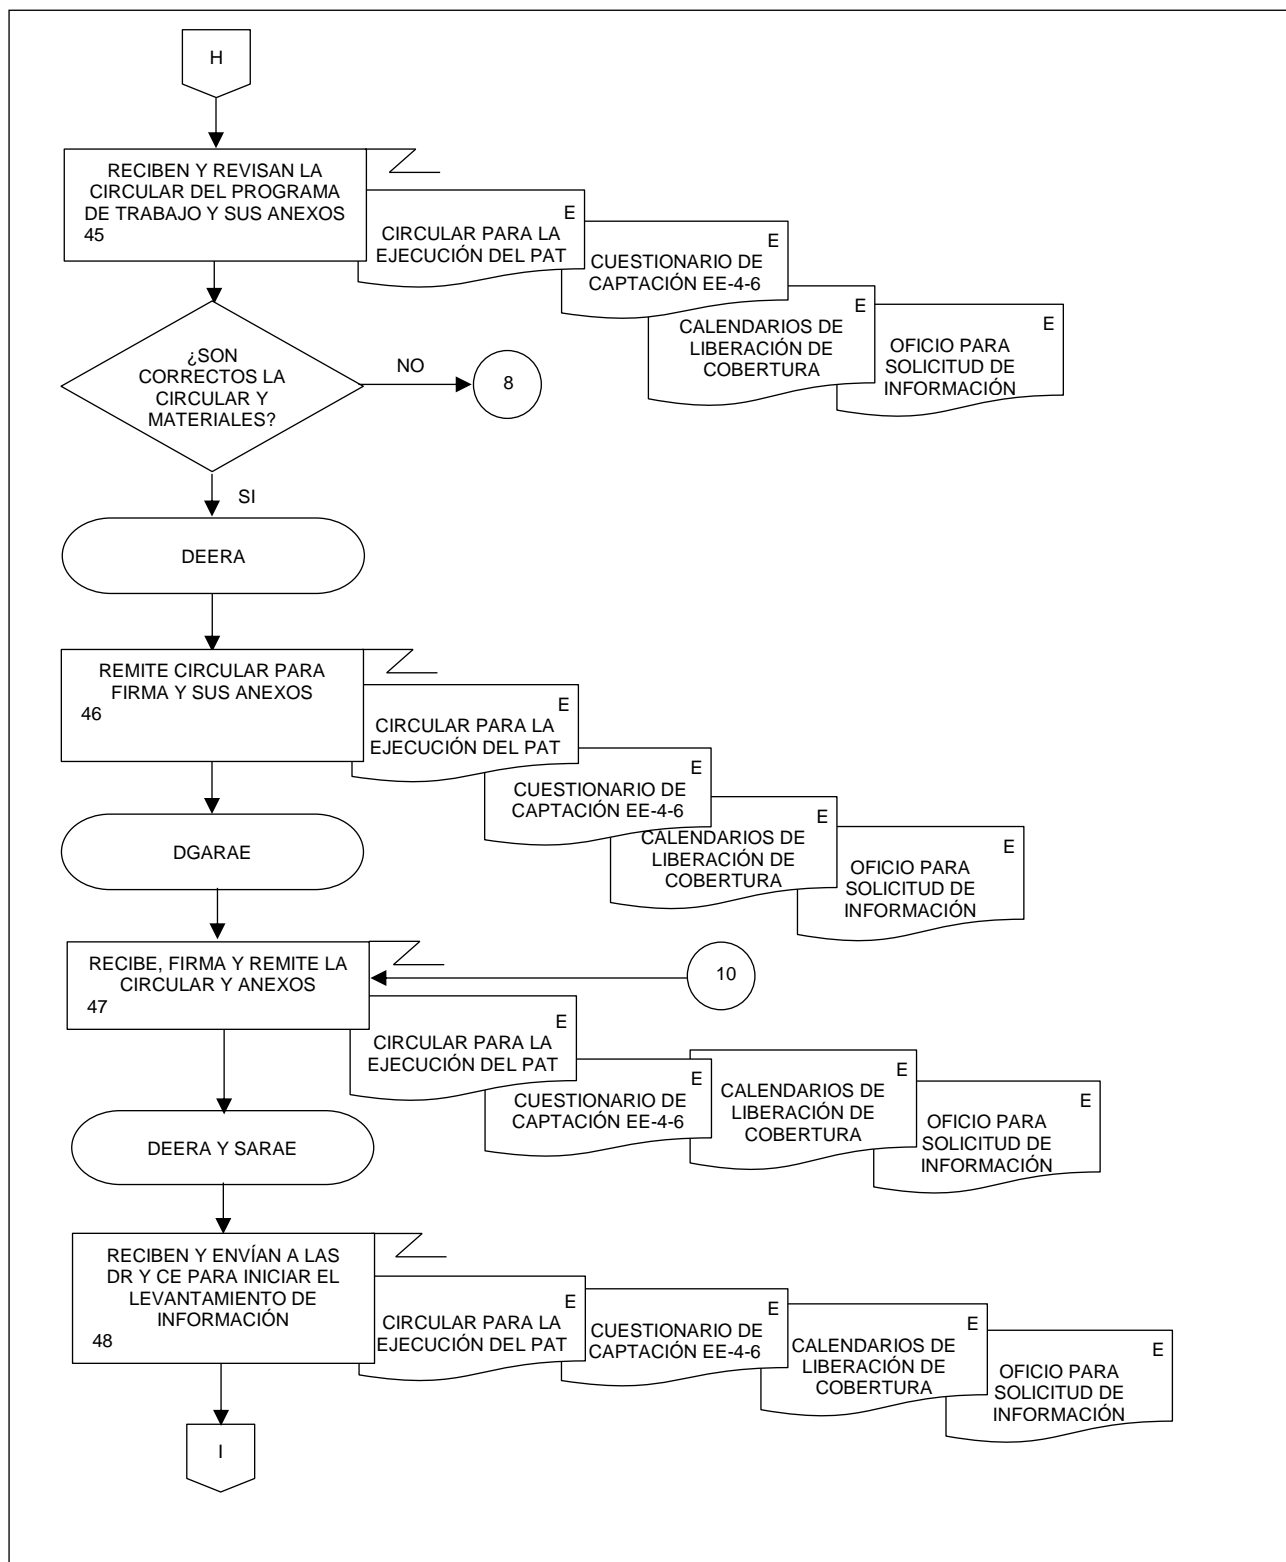 H
RECIBEN Y REVISAN LA
CIRCULAR DEL PROGRAMA
DE TRABAJO Y SUS ANEXOS
45
E
CIRCULAR PARA LA
EJECUCIÓN DEL PAT
E
CUESTIONARIO DE
CAPTACIÓN EE-4-6
E
CALENDARIOS DE
LIBERACIÓN DE
COBERTURA
E
OFICIO PARA
SOLICITUD DE
INFORMACIÓN
¿SON
CORRECTOS LA
CIRCULAR Y
MATERIALES?
NO
8
SI
DEERA
REMITE CIRCULAR PARA
FIRMA Y SUS ANEXOS
46
E
CIRCULAR PARA LA
EJECUCIÓN DEL PAT
E
CUESTIONARIO DE
CAPTACIÓN EE-4-6
E
CALENDARIOS DE
LIBERACIÓN DE
COBERTURA
E
OFICIO PARA
SOLICITUD DE
INFORMACIÓN
DGARAE
RECIBE, FIRMA Y REMITE LA
CIRCULAR Y ANEXOS
47
10
E
CIRCULAR PARA LA
EJECUCIÓN DEL PAT
E
CUESTIONARIO DE
CAPTACIÓN EE-4-6
E
CALENDARIOS DE
LIBERACIÓN DE
COBERTURA
E
OFICIO PARA
SOLICITUD DE
INFORMACIÓN
DEERA Y SARAE
RECIBEN Y ENVÍAN A LAS
DR Y CE PARA INICIAR EL
LEVANTAMIENTO DE
INFORMACIÓN
48
E
CIRCULAR PARA LA
EJECUCIÓN DEL PAT
E
CUESTIONARIO DE
CAPTACIÓN EE-4-6
E
CALENDARIOS DE
LIBERACIÓN DE
COBERTURA
E
OFICIO PARA
SOLICITUD DE
INFORMACIÓN
I